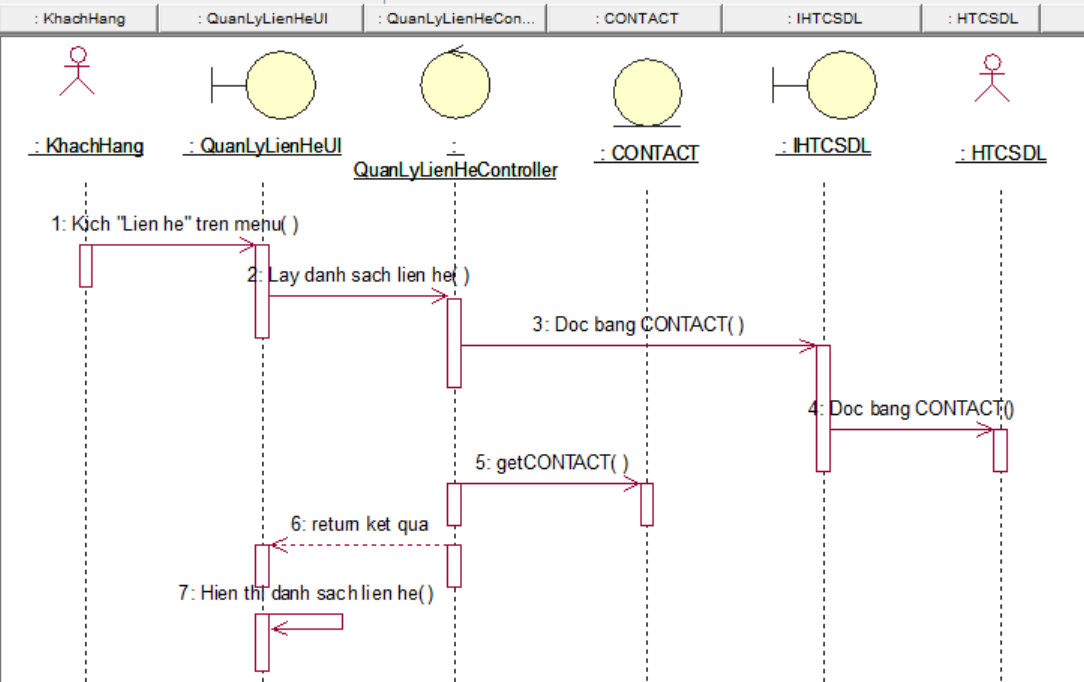 : KhachHang
: QuanLyLienHeUI
: QuanLyLienHeCon...
: CONTACT
: IHTCSDL
: HTCSDL
: KhachHang
: QuanLyLienHeUI
:
QuanLyLienHeController
: CONTACT
: IHTCSDL
: HTCSDL
1: Kich "Lien he" tren menu( )
2: Lay danh sach lien he( )
3: Doc bang CONTACT( )
4: Doc bang CONTACT()
5: getCONTACT( )
6: return ket qua
7: Hien thi danh sach lien he( )